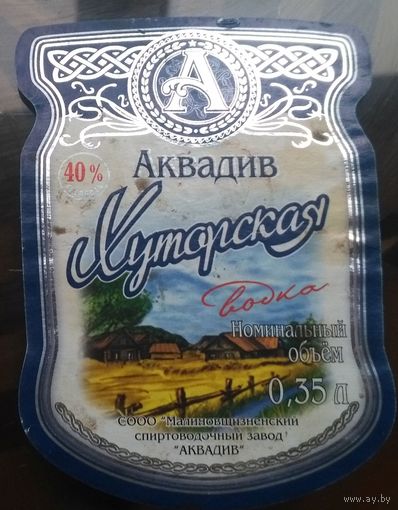 А
Аквадив
40%
Хуторская
водка
Номинальный
объём
0,35 л
СООО "Малиновщизненский
спиртоводочный завод
"АКВАДИВ"
www.ay.by